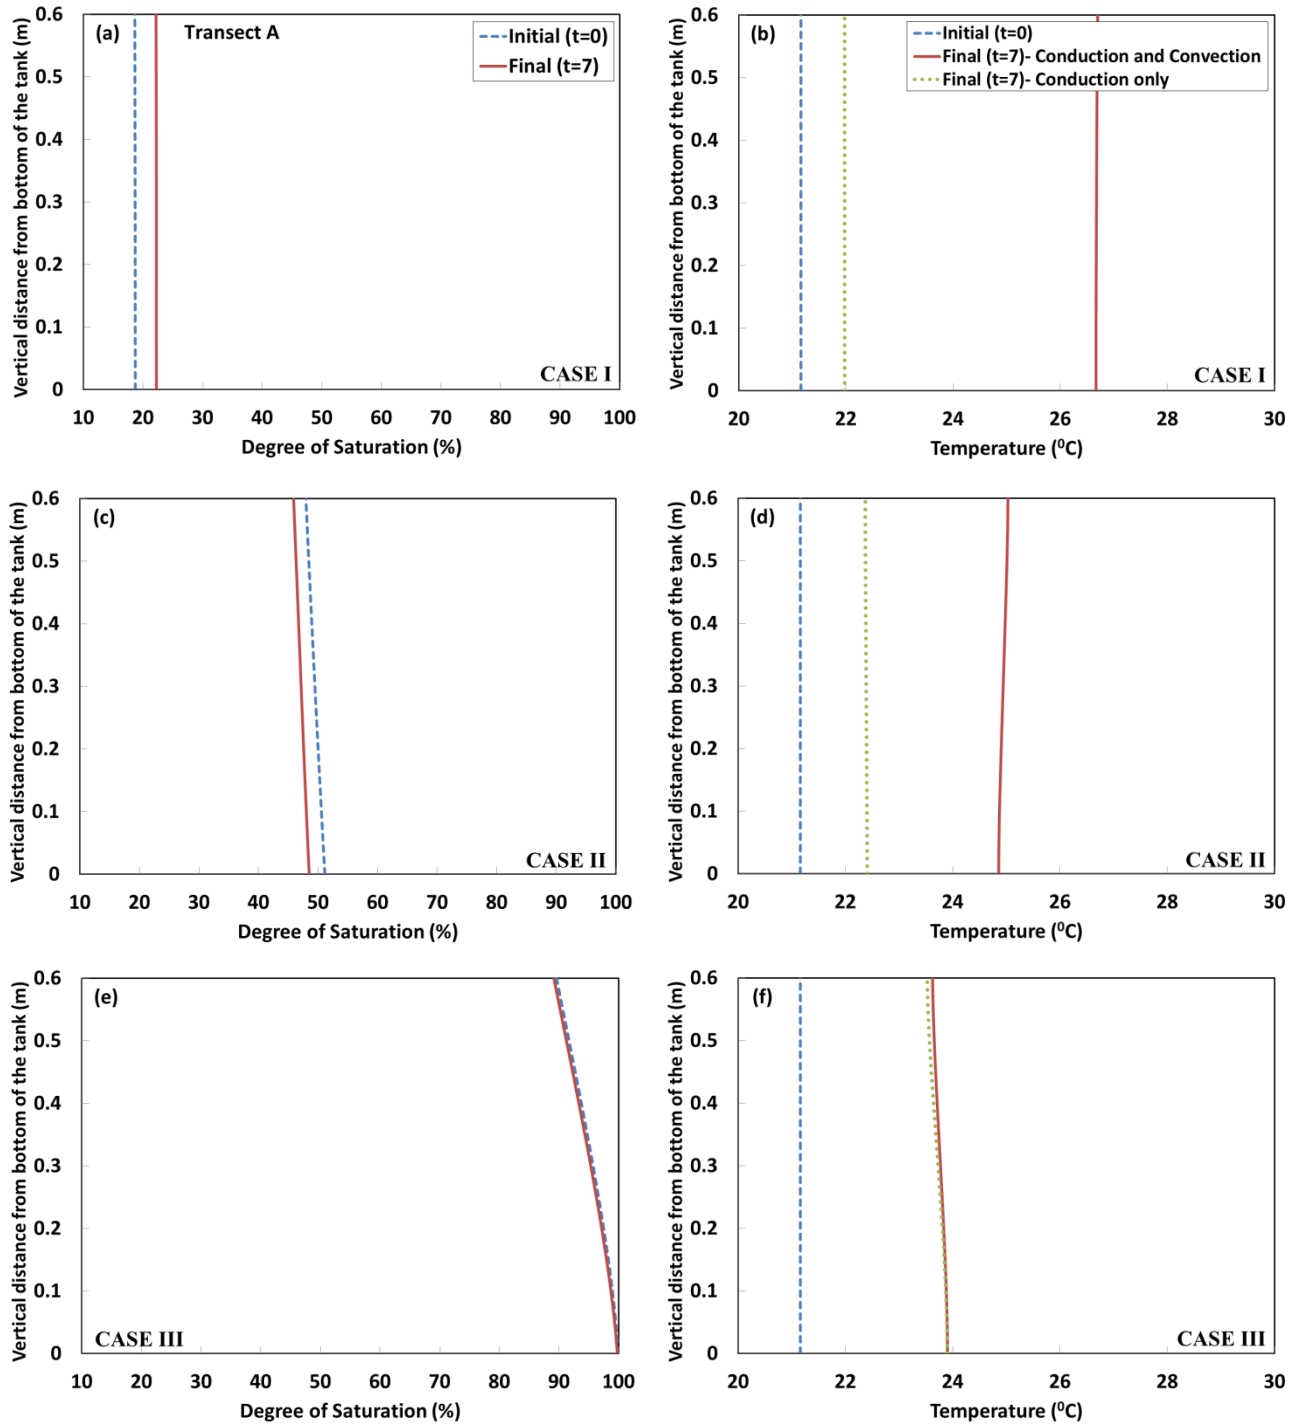 (a)
Transect A
Initial (t=0)
Final (t=7)
CASE I
Vertical distance from bottom of the tank (m)
0.6
0.5
0.4
0.3
0.2
0.1
0
10 20 30 40 50 60 70 80 90 100
Degree of Saturation (%)
(b)
Initial (t=0)
Final (t=7)- Conduction and Convection
Final (t=7)- Conduction only
CASE I
Vertical distance from bottom of the tank (m)
0.6
0.5
0.4
0.3
0.2
0.1
0
20 22 24 26 28 30
Temperature (⁰C)
(c)
CASE II
Vertical distance from bottom of the tank (m)
0.6
0.5
0.4
0.3
0.2
0.1
0
10 20 30 40 50 60 70 80 90 100
Degree of Saturation (%)
(d)
CASE II
Vertical distance from bottom of the tank (m)
0.6
0.5
0.4
0.3
0.2
0.1
0
20 22 24 26 28 30
Temperature (⁰C)
(e)
CASE III
Vertical distance from bottom of the tank (m)
0.6
0.5
0.4
0.3
0.2
0.1
0
10 20 30 40 50 60 70 80 90 100
Degree of Saturation (%)
(f)
CASE III
Vertical distance from bottom of the tank (m)
0.6
0.5
0.4
0.3
0.2
0.1
0
20 22 24 26 28 30
Temperature (⁰C)